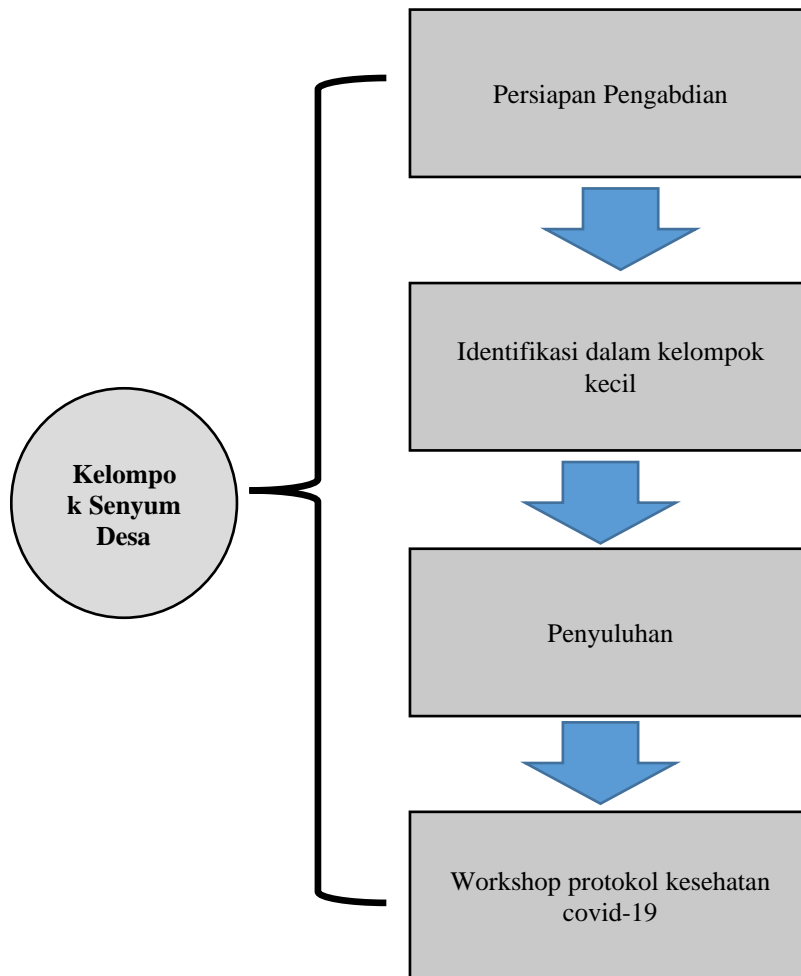 Persiapan Pengabdian
Identifikasi dalam kelompok
kecil
Kelompo
k Senyum
Desa
Penyuluhan
Workshop protokol kesehatan
covid-19